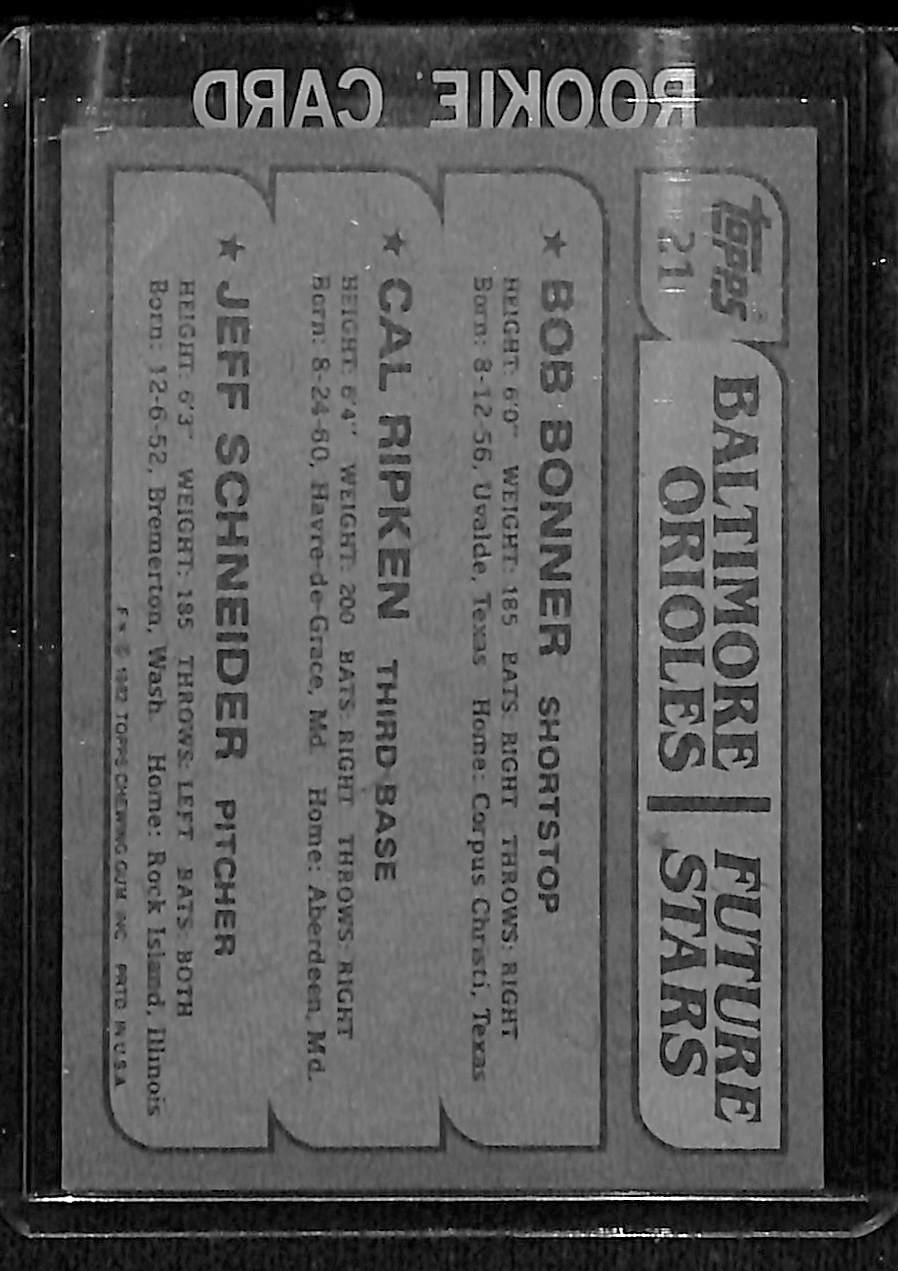 ROOKIE CARD
TOPPS®
21
BALTIMORE
ORIOLES
FUTURE
STARS
★ BOB BONNER SHORTSTOP
HEIGHT: 6'0" WEIGHT: 185 BATS: RIGHT THROWS: RIGHT
Born: 8-12-56, Uvalde, Texas Home: Corpus Christi, Texas
★ CAL RIPKEN THIRD BASE
HEIGHT: 6'4" WEIGHT: 200 BATS: RIGHT THROWS: RIGHT
Born: 8-24-60, Havre-de-Grace, Md. Home: Aberdeen, Md.
★ JEFF SCHNEIDER PITCHER
HEIGHT: 6'3" WEIGHT: 185 THROWS: LEFT BATS: BOTH
Born: 12-6-52, Bremerton, Wash. Home: Rock Island, Illinois
F* © 1982 TOPPS CHEWING GUM INC. PRTD. IN U.S.A.